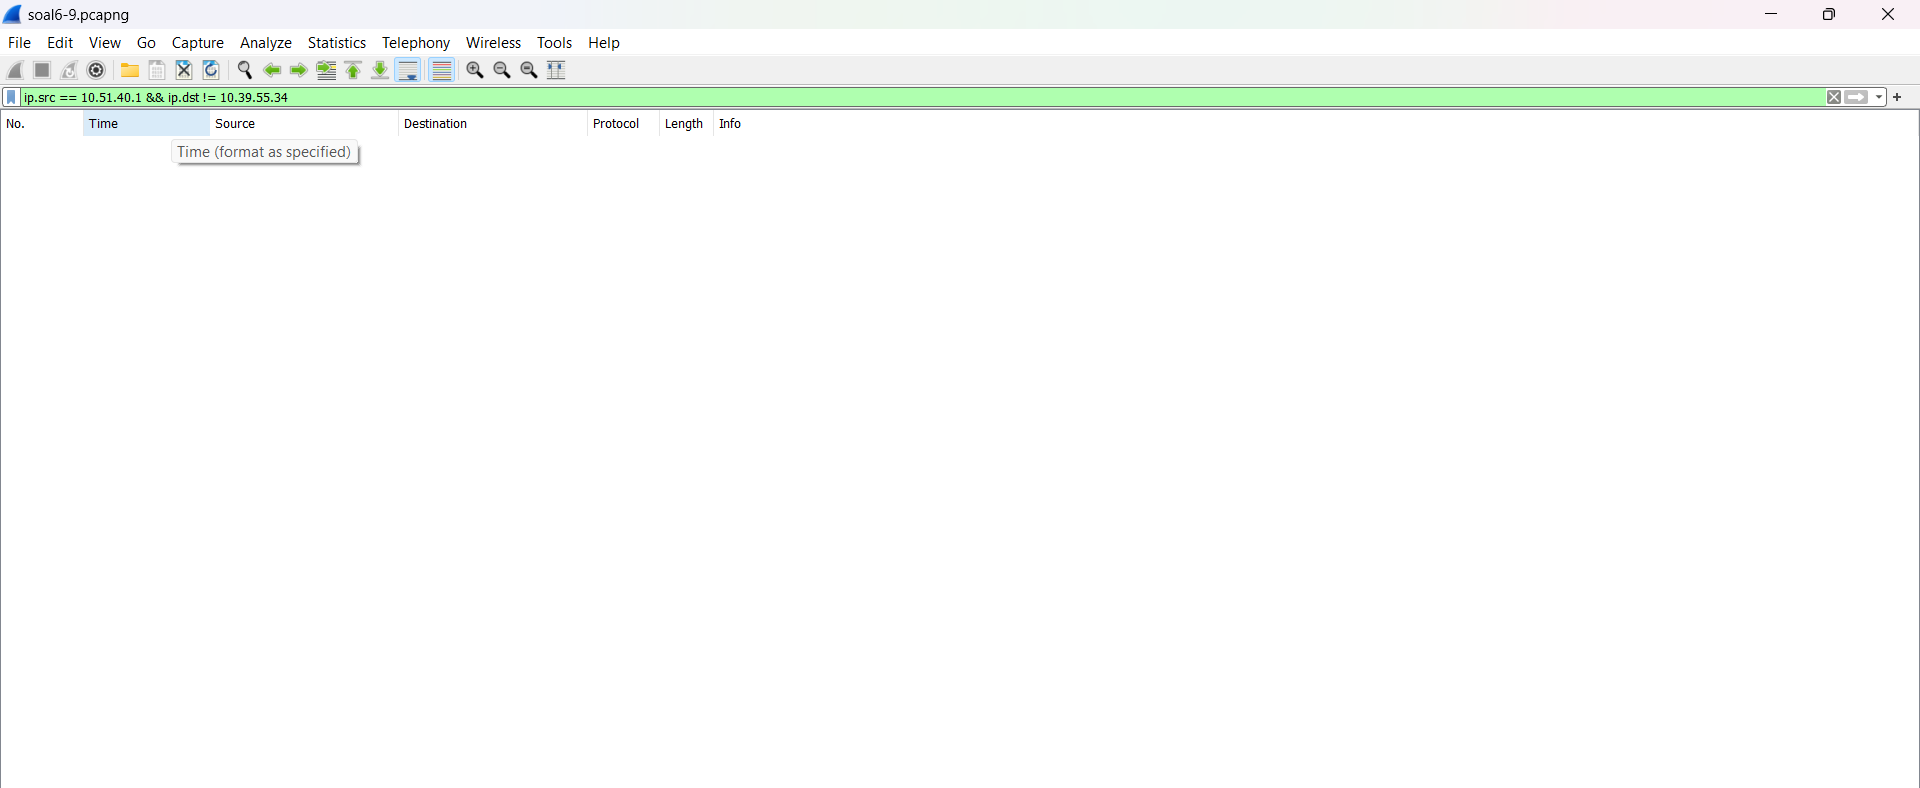 soal6-9.pcapng
File Edit View Go Capture Analyze Statistics Telephony Wireless Tools Help
ip.src == 10.51.40.1 && ip.dst != 10.39.55.34
No. Time Source Destination Protocol Length Info
Time (format as specified)